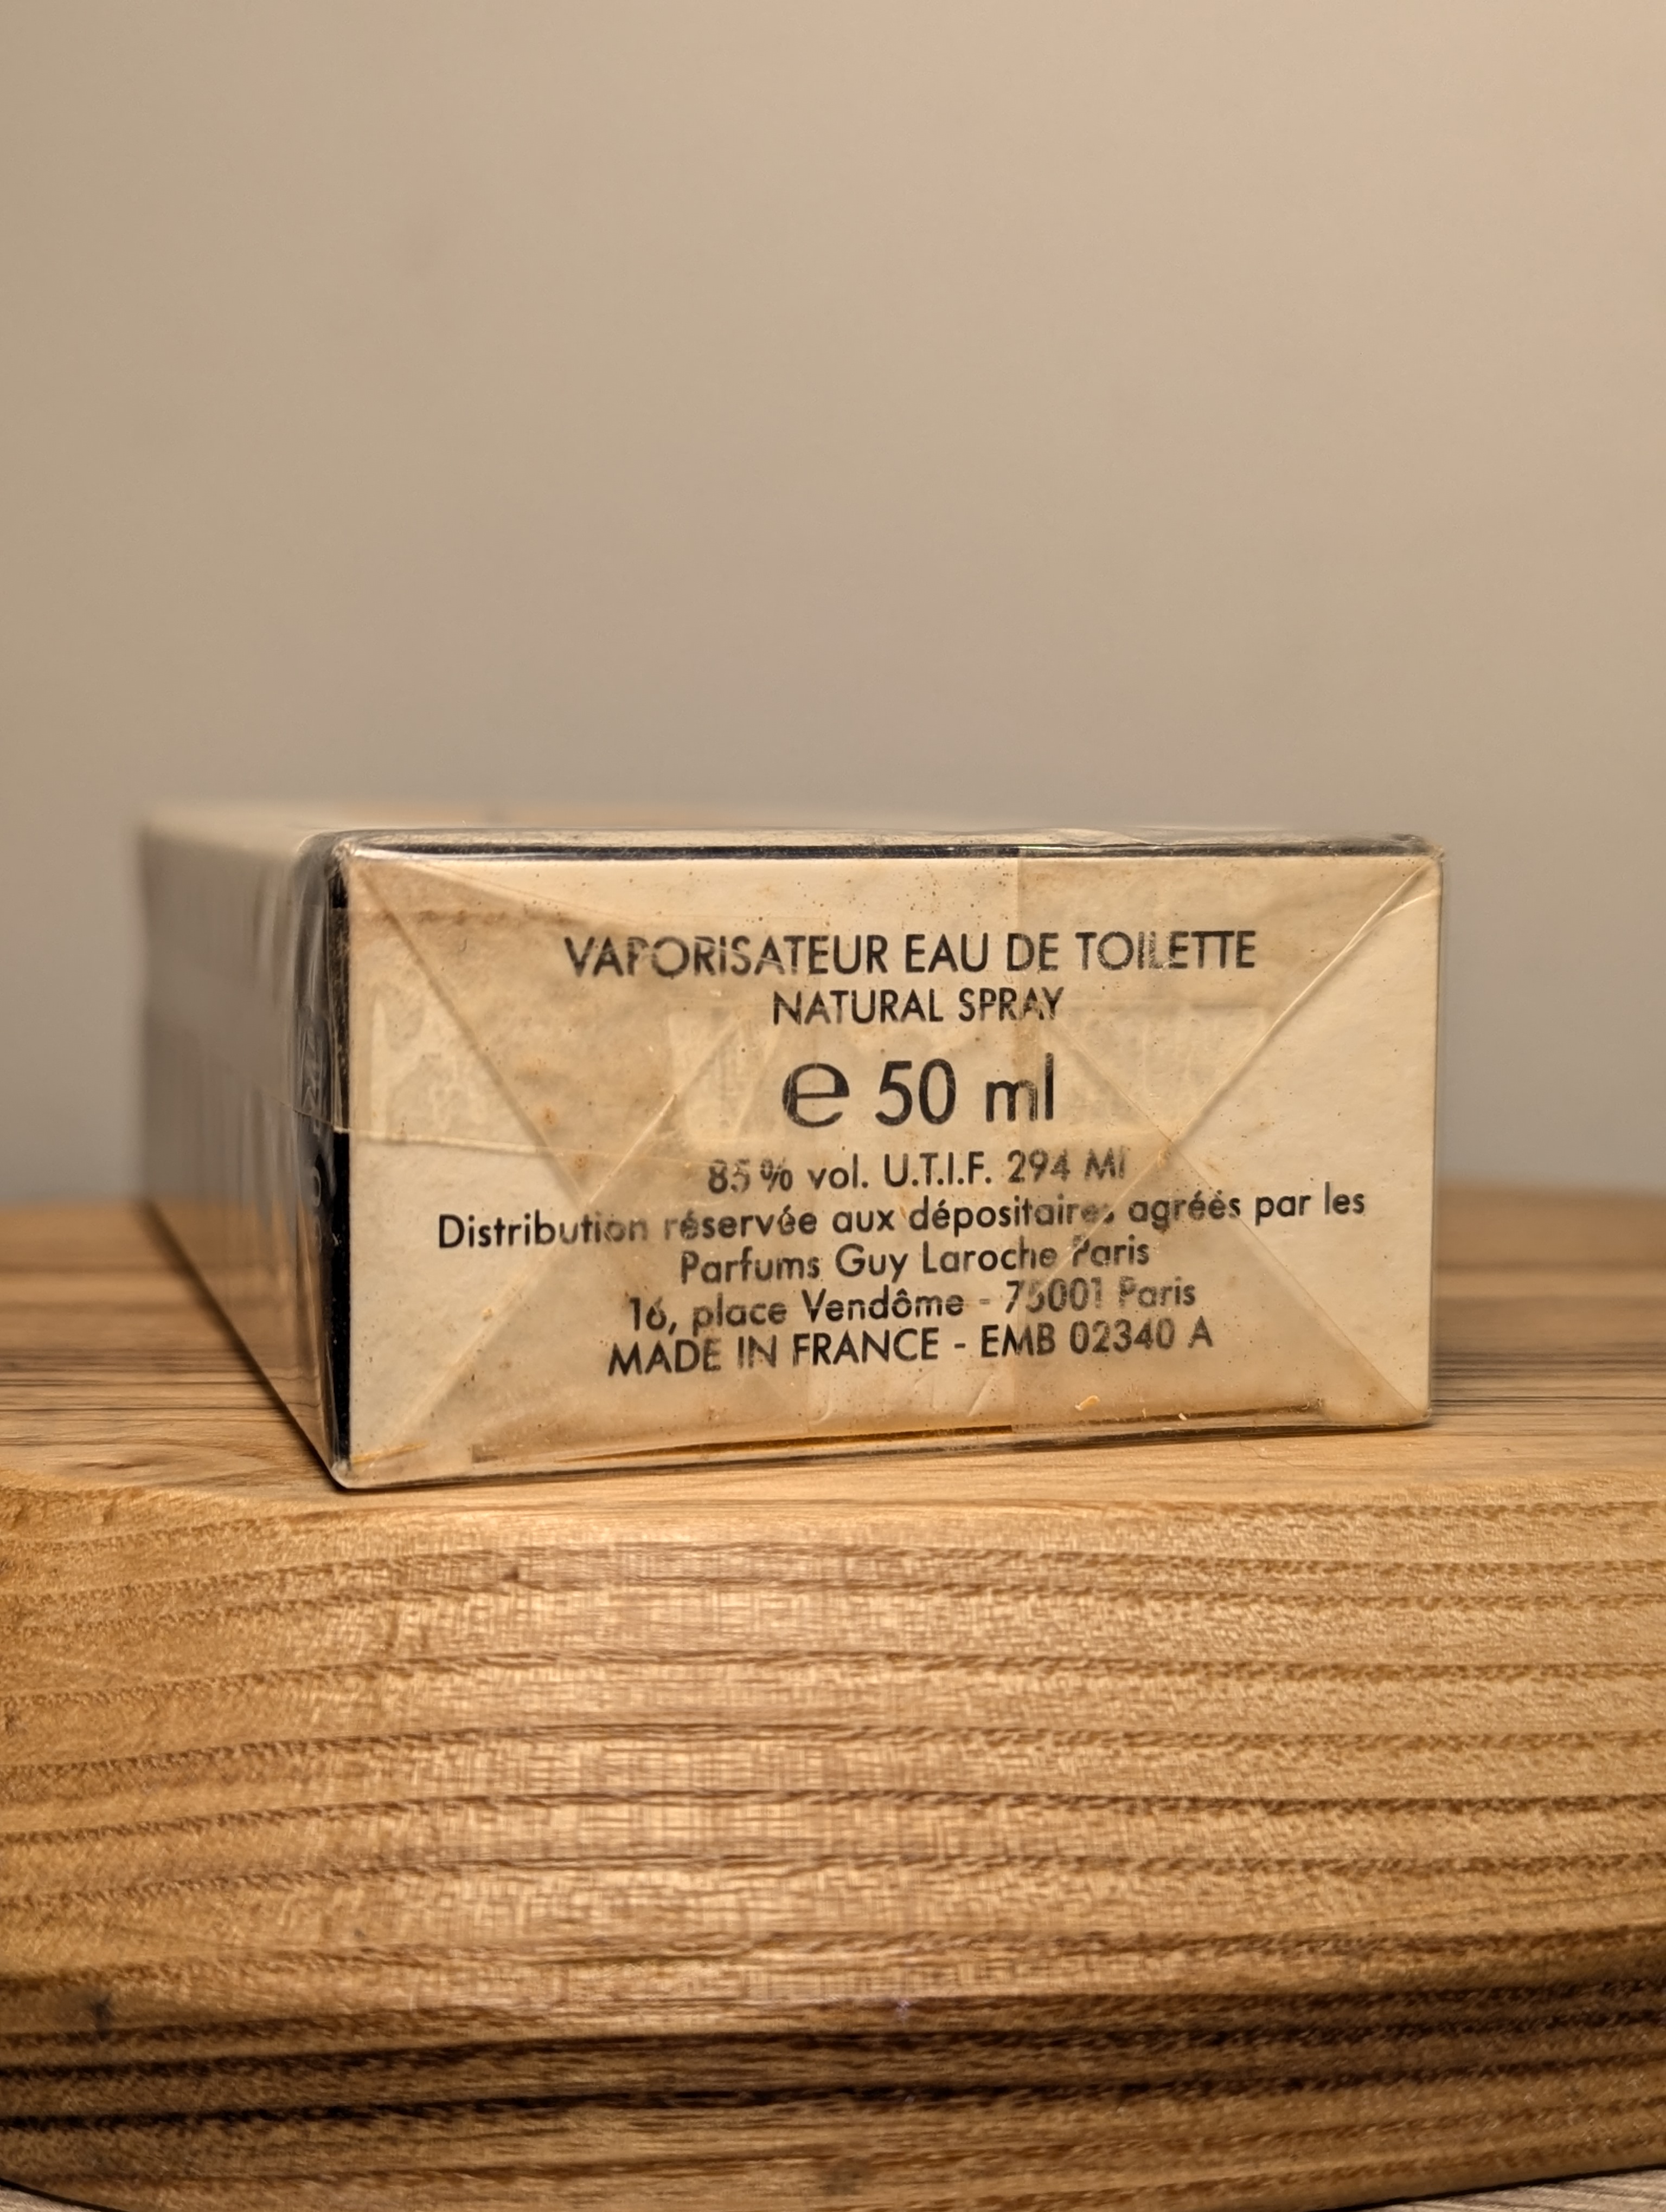 VAPORISATEUR EAU DE TOILETTE
NATURAL SPRAY
℮ 50 ml
85% vol. U.T.I.F. 294 MI
Distribution réservée aux dépositaires agréés par les
Parfums Guy Laroche Paris
16, place Vendôme - 75001 Paris
MADE IN FRANCE - EMB 02340 A